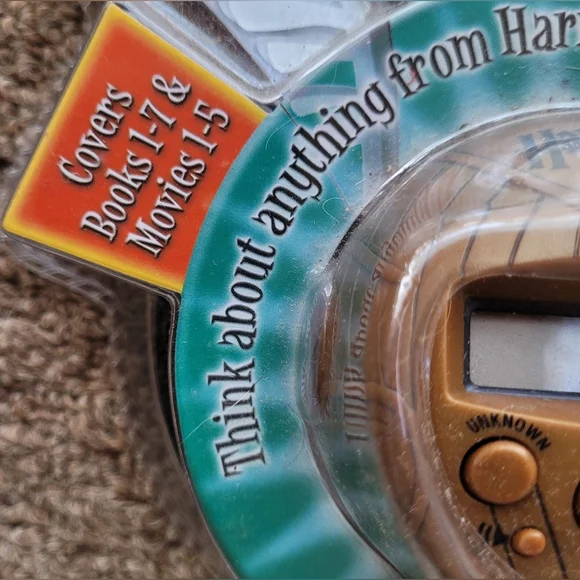 Covers
Books 1-7 &
Movies 1-5
Think about anything from Har
UNKNOWN